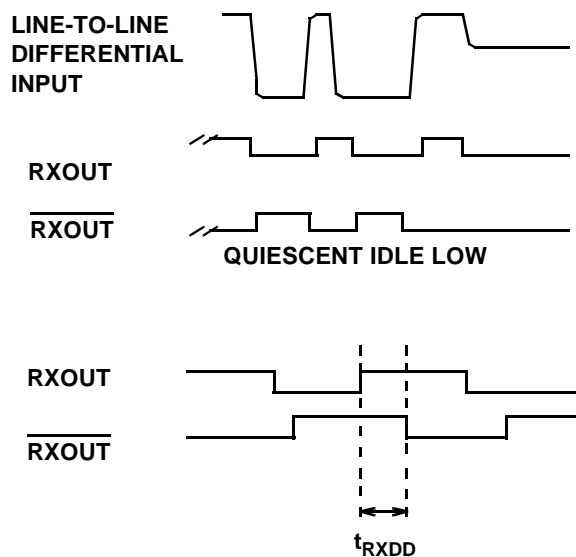 LINE-TO-LINE
DIFFERENTIAL
INPUT
RXOUT
RXOUT
QUIESCENT IDLE LOW
RXOUT
RXOUT
tRXDD